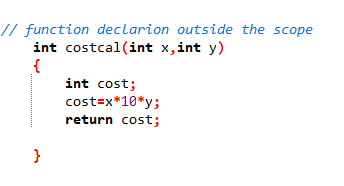 // function declarion outside the scope
int costcal(int x,int y)
{
int cost;
cost=x*10*y;
return cost;
}